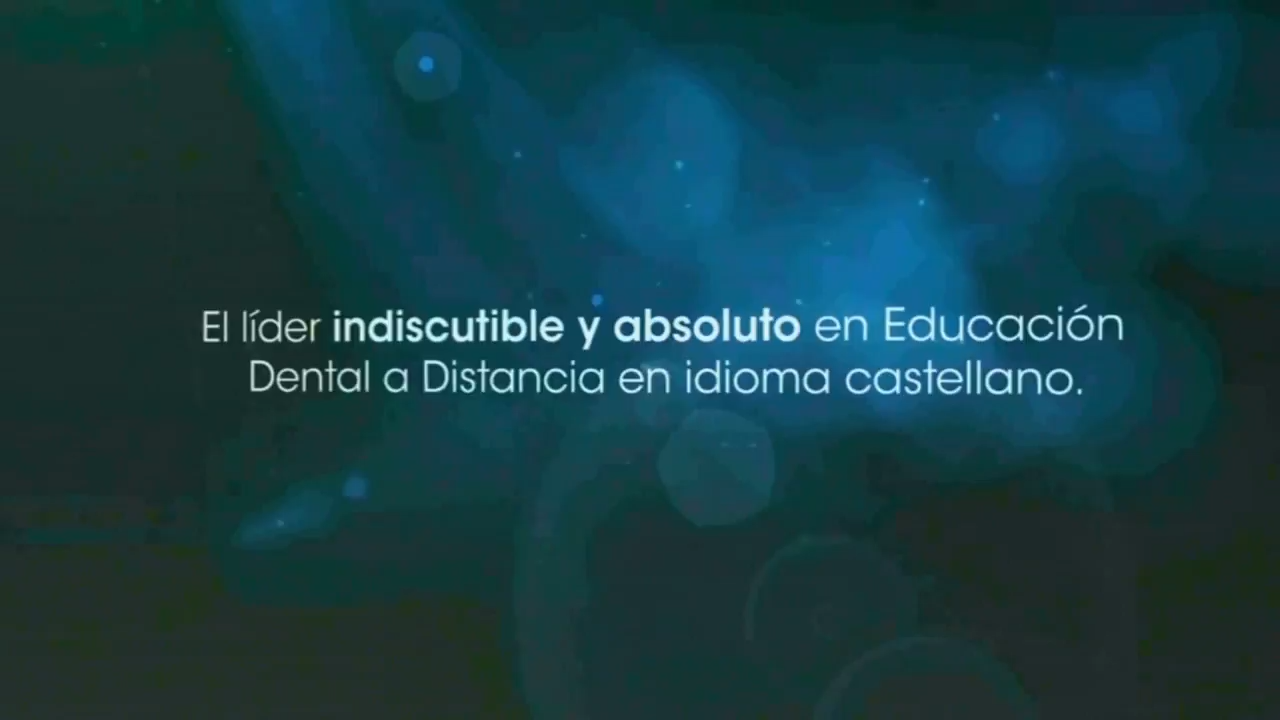 El líder indiscutible y absoluto en Educación
Dental a Distancia en idioma castellano.